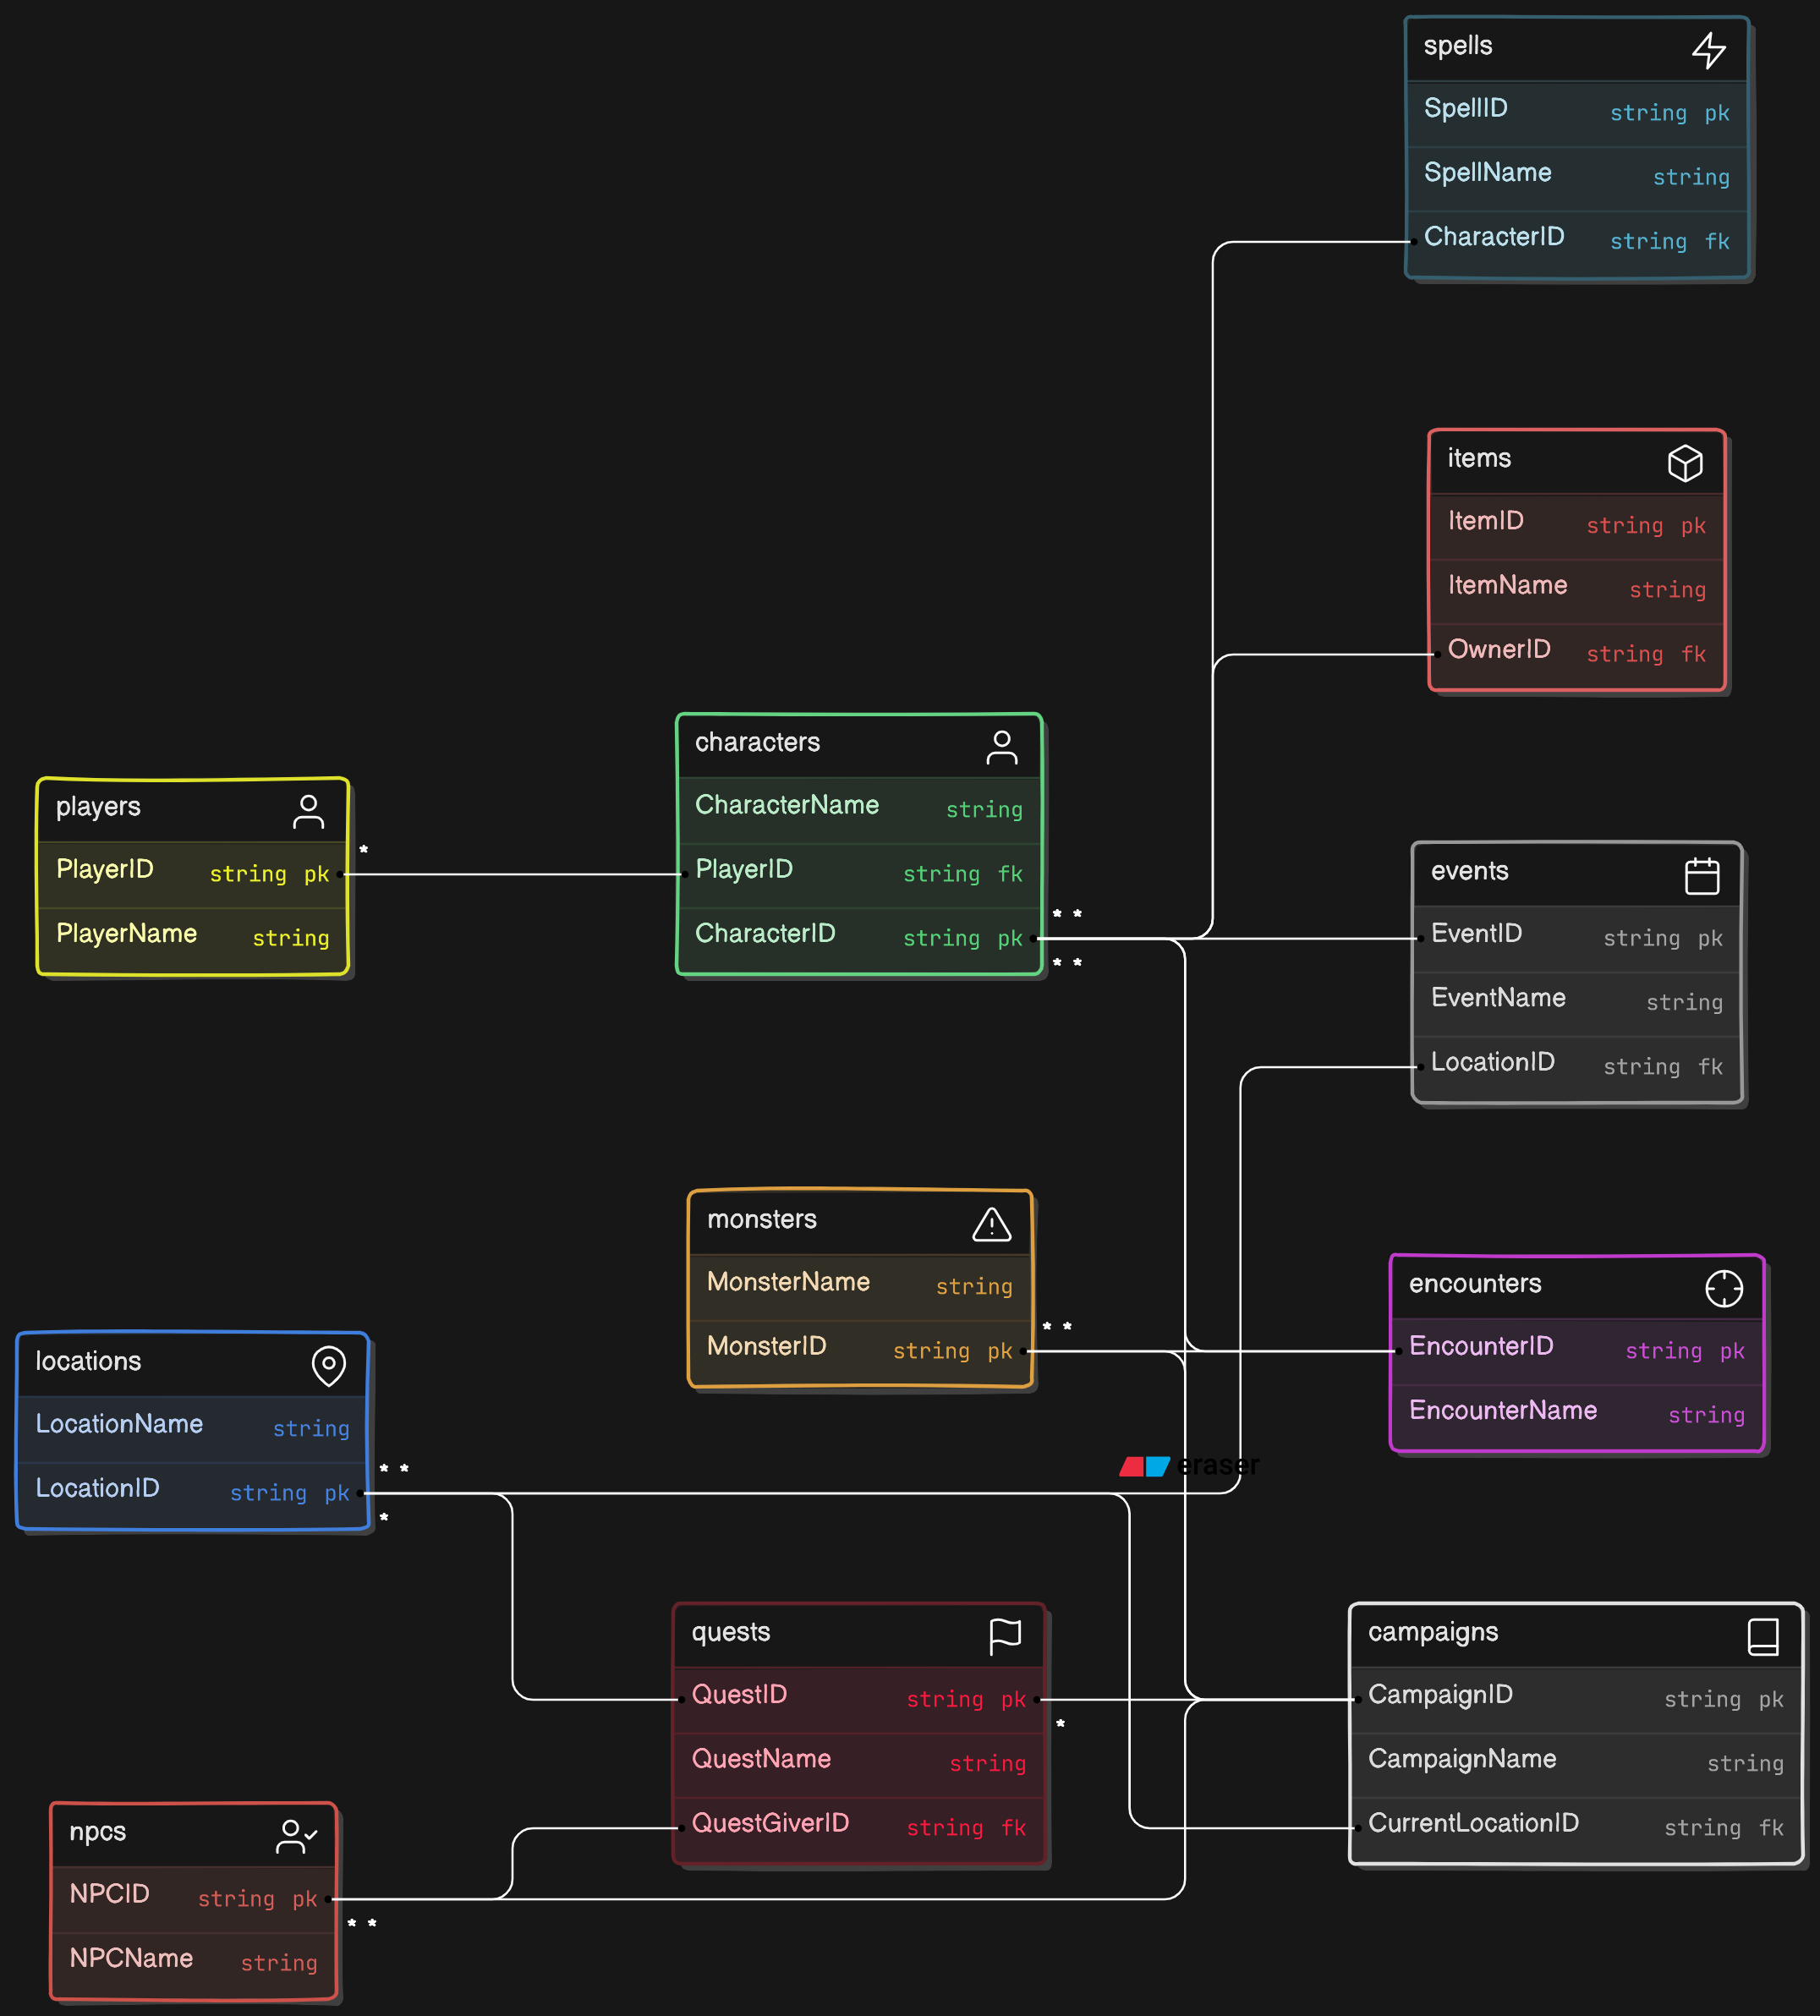 spells
SpellID string pk
SpellName string
CharacterID string fk
items
ItemID string pk
ItemName string
OwnerID string fk
characters
CharacterName string
PlayerID string fk
CharacterID string pk
* *
* *
players
PlayerID string pk
*
PlayerName string
events
EventID string pk
EventName string
LocationID string fk
monsters
MonsterName string
MonsterID string pk
* *
encounters
EncounterID string pk
EncounterName string
locations
LocationName string
LocationID string pk
* *
*
eraser
quests
QuestID string pk
*
QuestName string
QuestGiverID string fk
campaigns
CampaignID string pk
CampaignName string
CurrentLocationID string fk
npcs
NPCID string pk
* *
NPCName string